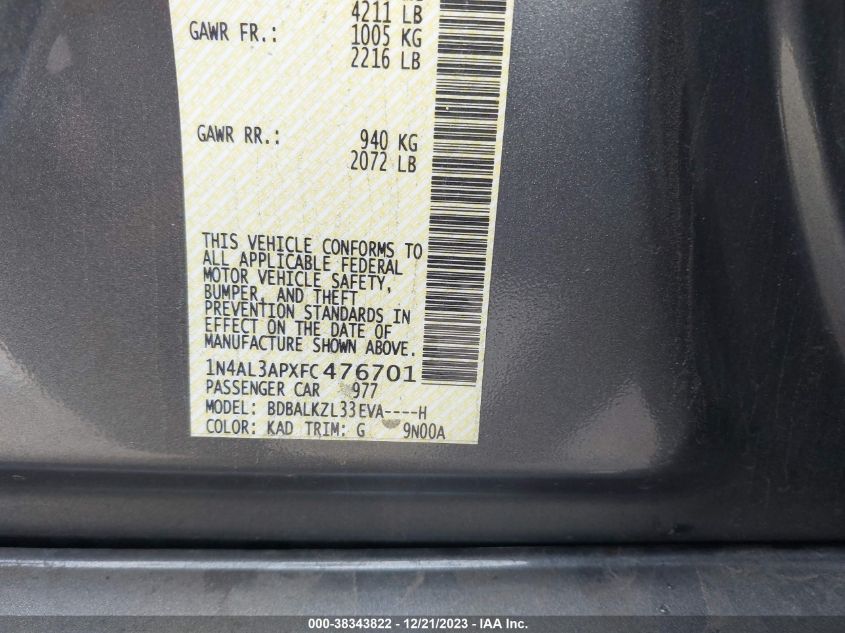 4211 LB
GAWR FR.: 1005 KG
2216 LB
GAWR RR.: 940 KG
2072 LB
THIS VEHICLE CONFORMS TO
ALL APPLICABLE FEDERAL
MOTOR VEHICLE SAFETY,
BUMPER, AND THEFT
PREVENTION STANDARDS IN
EFFECT ON THE DATE OF
MANUFACTURE SHOWN ABOVE.
1N4AL3APXFC476701
PASSENGER CAR 977
MODEL: BDBALKZL33EVA----H
COLOR: KAD TRIM: G 9N00A
000-38343822 - 12/21/2023 - IAA Inc.